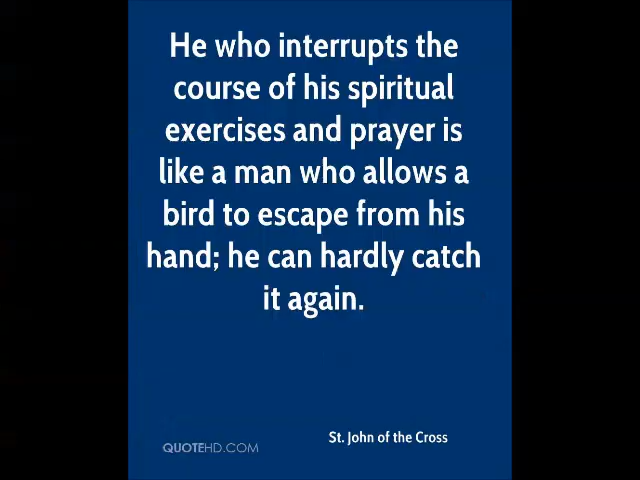 He who interrupts the
course of his spiritual
exercises and prayer is
like a man who allows a
bird to escape from his
hand; he can hardly catch
it again.
St. John of the Cross
QUOTEHD.COM